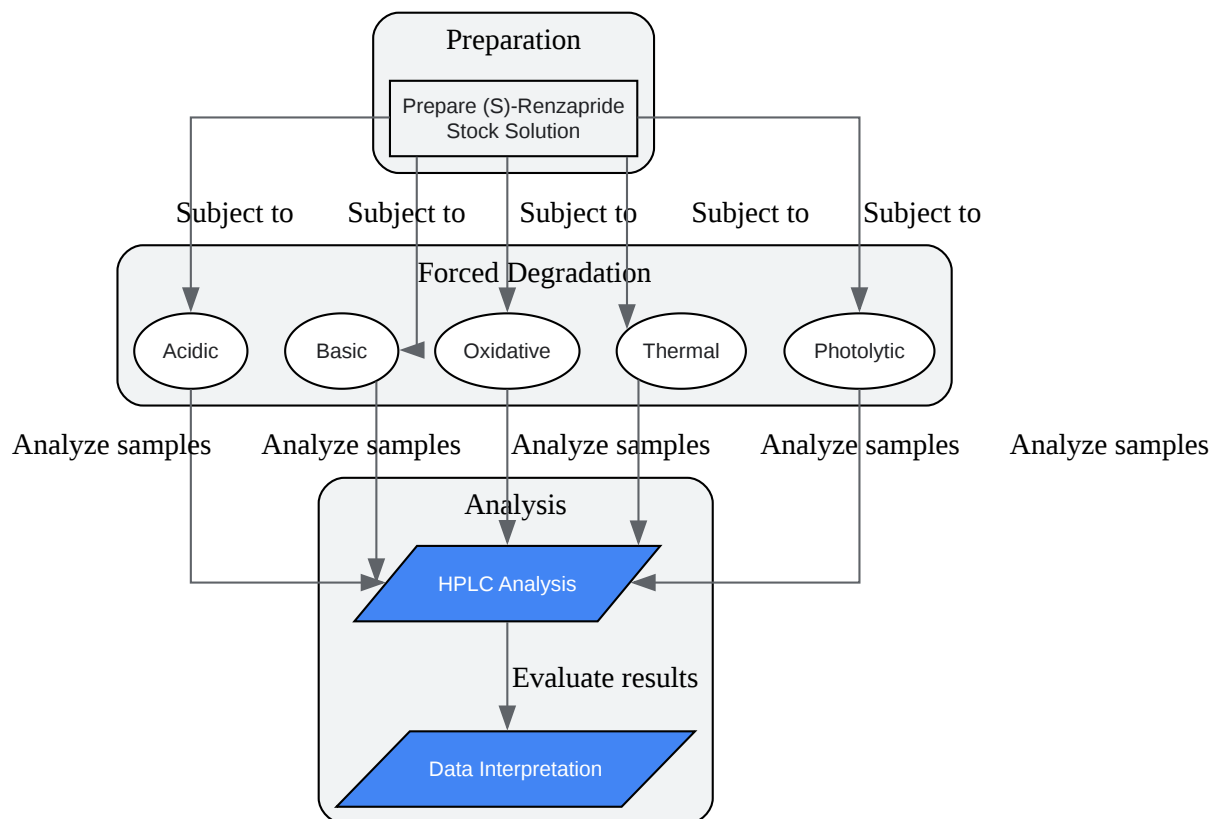 Preparation
Prepare (S)-Renzapride
Stock Solution
Subject to Subject to Subject to Subject to Subject to
Forced Degradation
Acidic Basic Oxidative Thermal Photolytic
Analyze samples Analyze samples Analyze samples Analyze samples Analyze samples
Analysis
HPLC Analysis
Evaluate results
Data Interpretation